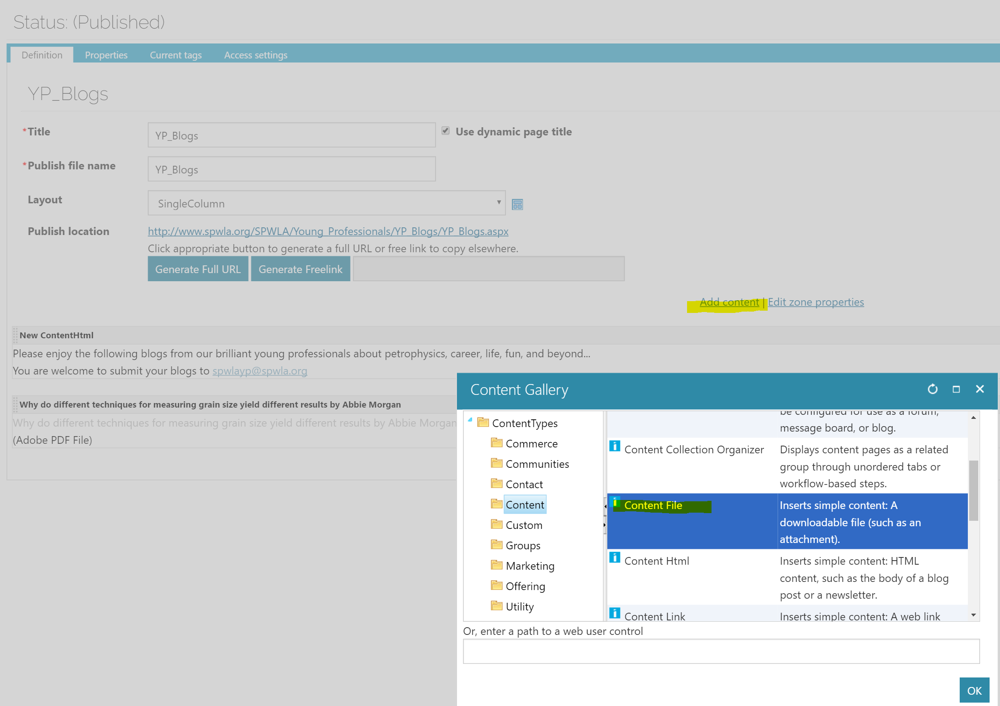 Status: (Published)
Definition Properties Current tags Access settings
YP_Blogs
*Title YP_Blogs Use dynamic page title
*Publish file name YP_Blogs
Layout SingleColumn
Publish location http://www.spwla.org/SPWLA/Young_Professionals/YP_Blogs/YP_Blogs.aspx
Click appropriate button to generate a full URL or free link to copy elsewhere.
Generate Full URL Generate Freelink
Add content | Edit zone properties
New ContentHtml
Please enjoy the following blogs from our brilliant young professionals about petrophysics, career, life, fun, and beyond...
You are welcome to submit your blogs to spwlayp@spwla.org
Why do different techniques for measuring grain size yield different results by Abbie Morgan
Why do different techniques for measuring grain size yield different results by Abbie Morgan
(Adobe PDF File)
Content Gallery
ContentTypes
Commerce
Communities
Contact
Content
Custom
Groups
Marketing
Offering
Utility
be configured for use as a forum,
message board, or blog.
Content Collection Organizer Displays content pages as a related
group through unordered tabs or
workflow-based steps.
Content File Inserts simple content: A
downloadable file (such as an
attachment).
Content Html Inserts simple content: HTML
content, such as the body of a blog
post or a newsletter.
Content Link Inserts simple content: A web link
Or, enter a path to a web user control
OK